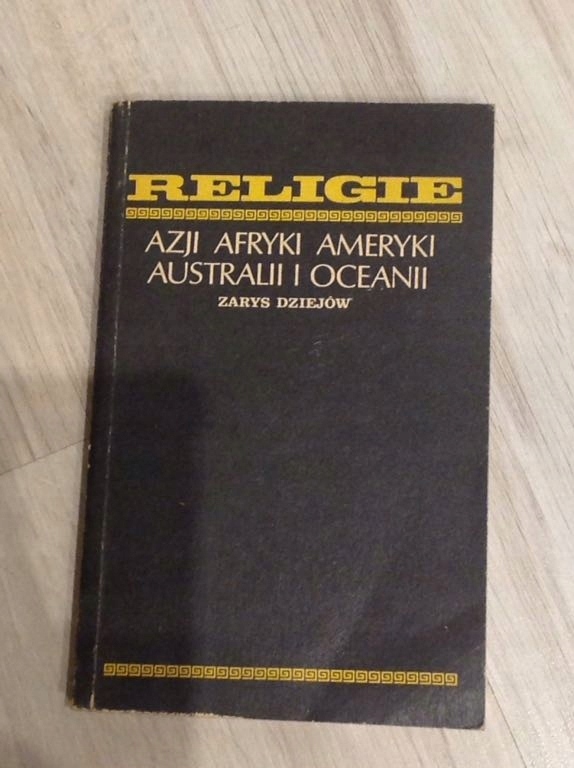 RELIGIE
AZJI AFRYKI AMERYKI
AUSTRALII I OCEANII
ZARYS DZIEJÓW